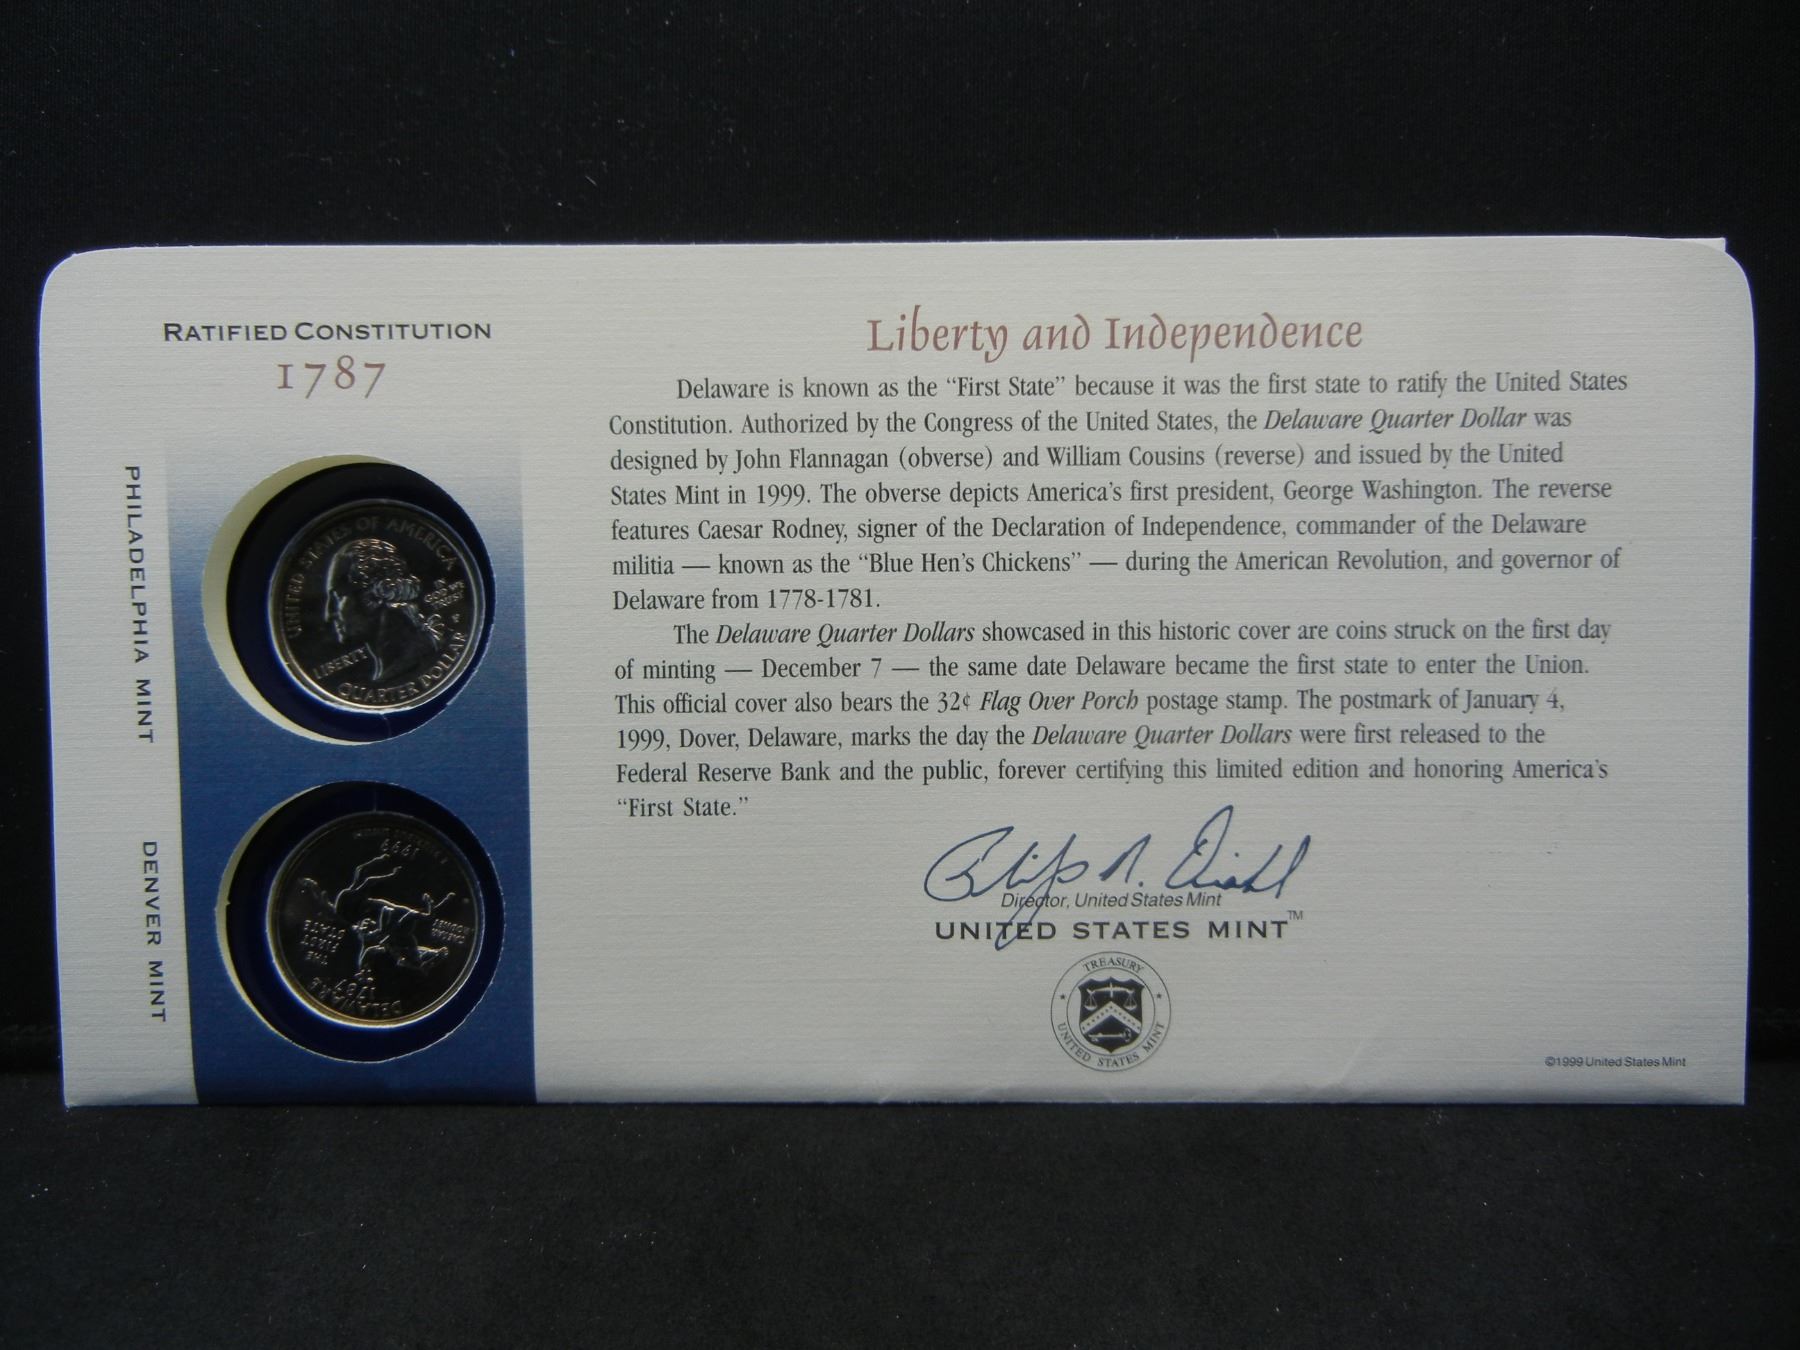 RATIFIED CONSTITUTION
1787
PHILADELPHIA MINT
DENVER MINT
UNITED STATES OF AMERICA
IN
GOD WE
TRUST
P
LIBERTY
QUARTER DOLLAR
DELAWARE
1787
THE
FIRST
STATE
CAESAR
RODNEY
1999
Liberty and Independence
Delaware is known as the “First State” because it was the first state to ratify the United States
Constitution. Authorized by the Congress of the United States, the Delaware Quarter Dollar was
designed by John Flannagan (obverse) and William Cousins (reverse) and issued by the United
States Mint in 1999. The obverse depicts America’s first president, George Washington. The reverse
features Caesar Rodney, signer of the Declaration of Independence, commander of the Delaware
militia — known as the “Blue Hen’s Chickens” — during the American Revolution, and governor of
Delaware from 1778-1781.
The Delaware Quarter Dollars showcased in this historic cover are coins struck on the first day
of minting — December 7 — the same date Delaware became the first state to enter the Union.
This official cover also bears the 32¢ Flag Over Porch postage stamp. The postmark of January 4,
1999, Dover, Delaware, marks the day the Delaware Quarter Dollars were first released to the
Federal Reserve Bank and the public, forever certifying this limited edition and honoring America’s
“First State.”
Philip N. Diehl
Director, United States Mint
UNITED STATES MINT™
TREASURY
UNITED STATES MINT
©1999 United States Mint